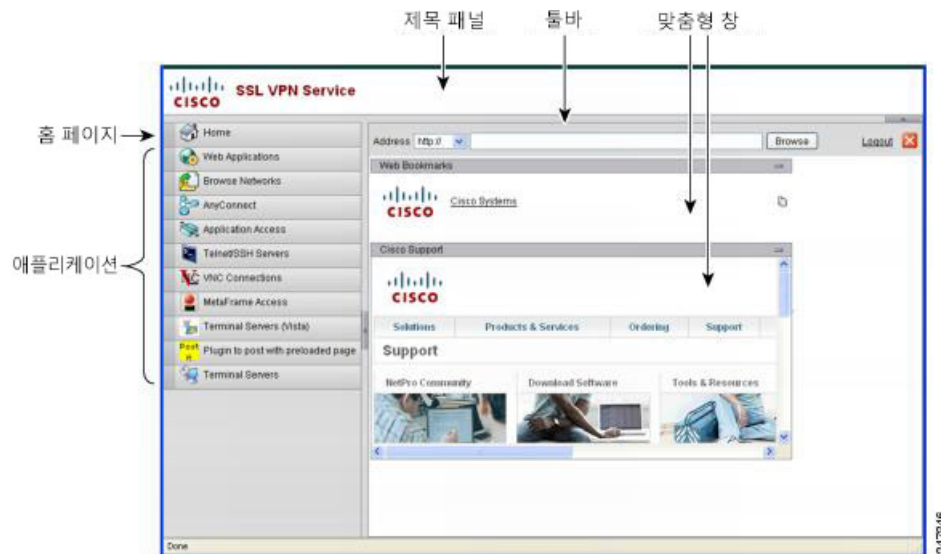 제목 패널
툴바
맞춤형 창
CISCO
SSL VPN Service
홈 페이지
Home
Address http://
Browse
Logout
애플리케이션
Web Applications
Browse Networks
AnyConnect
Application Access
Telnet/SSH Servers
VNC Connections
MetaFrame Access
Terminal Servers (Vista)
Post it
Plugin to post with preloaded page
Terminal Servers
Web Bookmarks
CISCO
Cisco Systems
Cisco Support
CISCO
Solutions
Products & Services
Ordering
Support
Support
NetPro Community
Download Software
Tools & Resources
Done